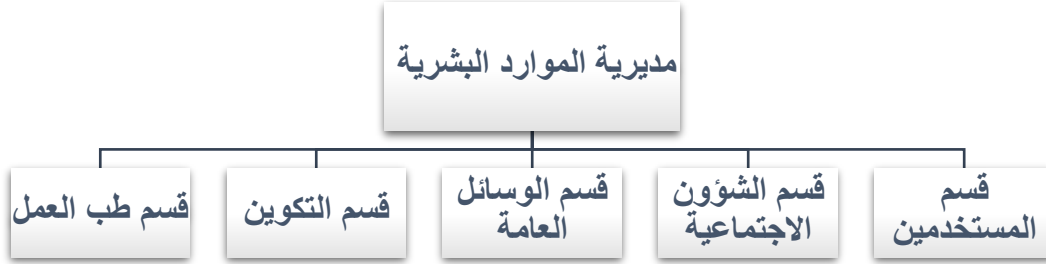 مديرية الموارد البشرية
قسم
المستخدمين
قسم الشؤون
الاجتماعية
قسم الوسائل
العامة
قسم التكوين
قسم طب العمل